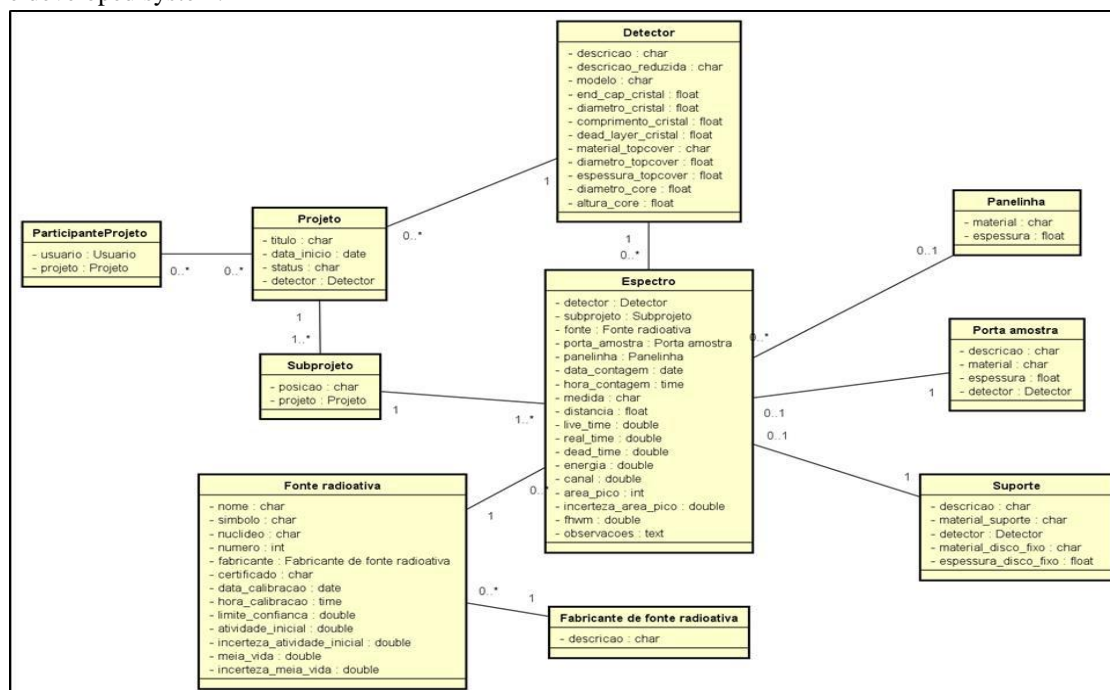 developed system.
Detector
- descricao : char
- descricao_reduzida : char
- modelo : char
- end_cap_cristal : float
- diametro_cristal : float
- comprimento_cristal : float
- dead_layer_cristal : float
- material_topcover : char
- diametro_topcover : float
- espessura_topcover : float
- diametro_core : float
- altura_core : float
1
0..*
1
0..*
ParticipanteProjeto
- usuario : Usuario
- projeto : Projeto
0..*
0..*
Projeto
- titulo : char
- data_inicio : date
- status : char
- detector : Detector
1
1..*
Subprojeto
- posicao : char
- projeto : Projeto
1
1..*
Espectro
- detector : Detector
- subprojeto : Subprojeto
- fonte : Fonte radioativa
- porta_amostra : Porta amostra
- panelinha : Panelinha
- data_contagem : date
- hora_contagem : time
- medida : char
- distancia : float
- live_time : double
- real_time : double
- dead_time : double
- energia : double
- canal : double
- area_pico : int
- incerteza_area_pico : double
- fhwm : double
- observacoes : text
Panelinha
- material : char
- espessura : float
0..1
0..*
Porta amostra
- descricao : char
- material : char
- espessura : float
- detector : Detector
1
0..1
0..1
1
Suporte
- descricao : char
- material_suporte : char
- detector : Detector
- material_disco_fixo : char
- espessura_disco_fixo : float
Fonte radioativa
- nome : char
- simbolo : char
- nuclideo : char
- numero : int
- fabricante : Fabricante de fonte radioativa
- certificado : char
- data_calibracao : date
- hora_calibracao : time
- limite_confianca : double
- atividade_inicial : double
- incerteza_atividade_inicial : double
- meia_vida : double
- incerteza_meia_vida : double
0..*
1
0..*
1
Fabricante de fonte radioativa
- descricao : char